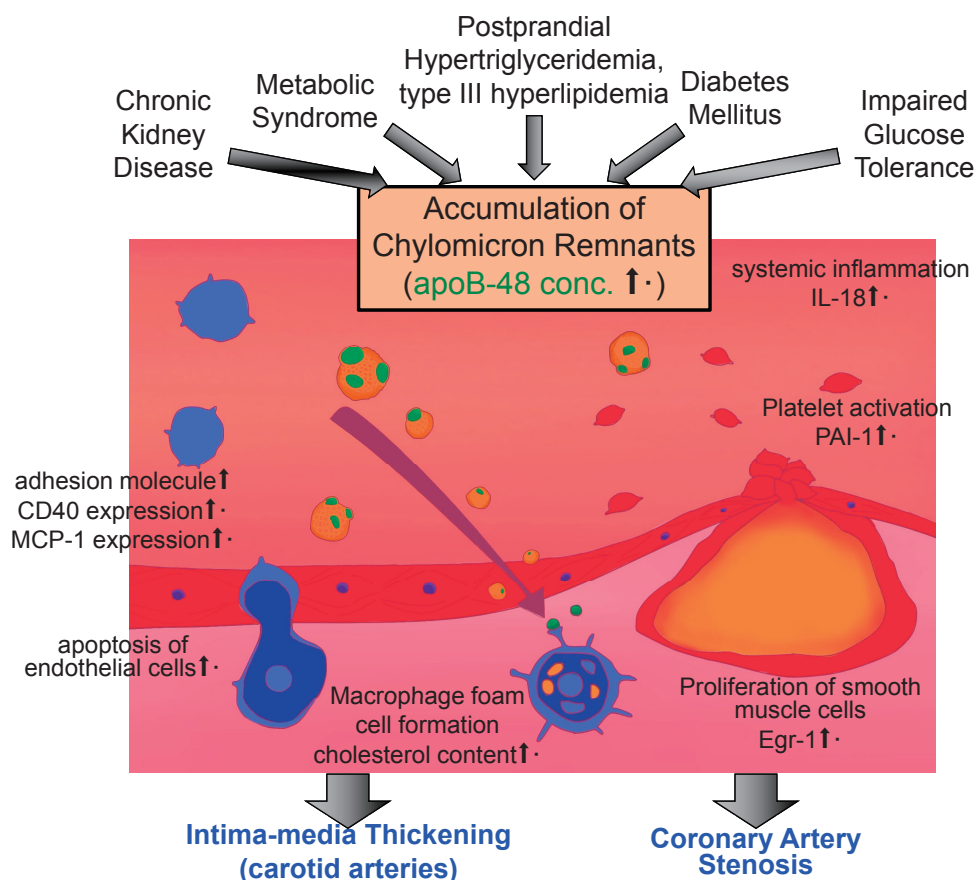 Chronic
Kidney
Disease
Metabolic
Syndrome
Postprandial
Hypertriglyceridemia,
type III hyperlipidemia
Diabetes
Mellitus
Impaired
Glucose
Tolerance
Accumulation of
Chylomicron Remnants
(apoB-48 conc. ⬆·)
systemic inflammation
IL-18⬆·
Platelet activation
PAI-1⬆·
adhesion molecule⬆
CD40 expression⬆·
MCP-1 expression⬆·
apoptosis of
endothelial cells⬆·
Macrophage foam
cell formation
cholesterol content⬆·
Proliferation of smooth
muscle cells
Egr-1⬆·
Intima-media Thickening
(carotid arteries)
Coronary Artery
Stenosis